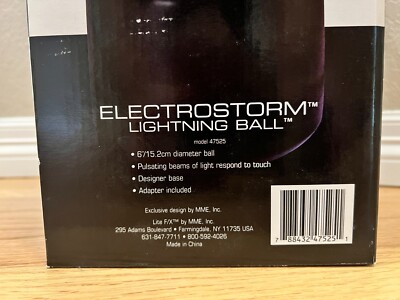 ELECTROSTORM™
LIGHTNING BALL™
model 47525
• 6"/15.2cm diameter ball
• Pulsating beams of light respond to touch
• Designer base
• Adapter included
Exclusive design by MME, Inc.
Lite F/X™ by MME, Inc.
295 Adams Boulevard • Farmingdale, NY 11735 USA
631-847-7711 • 800-592-4026
Made in China
7 88432 47525 1